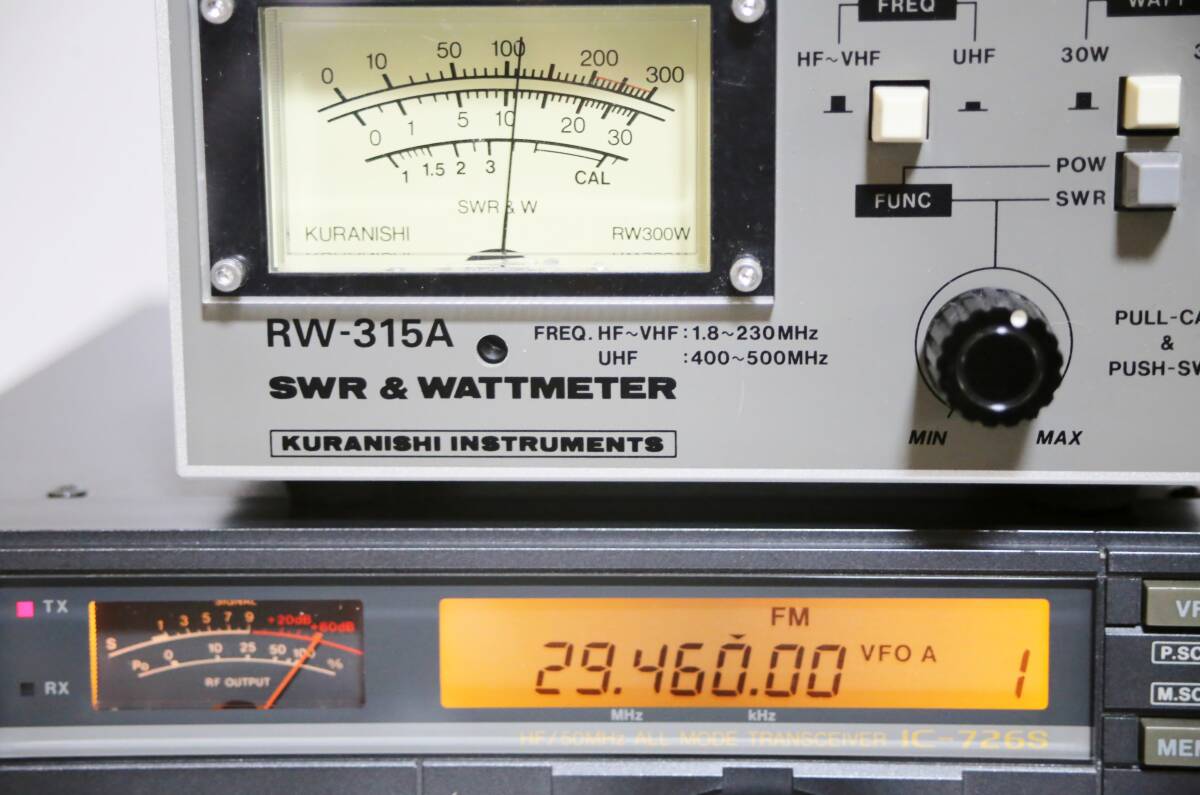 FREQ
WATT
HF~VHF
UHF
30W
0 10 50 100 200 300
0 1 5 10 20 30
1 1.5 2 3 CAL
SWR & W
KURANISHI RW300W
POW
FUNC
SWR
RW-315A
FREQ. HF~VHF:1.8~230MHz
UHF :400~500MHz
SWR & WATTMETER
KURANISHI INSTRUMENTS
MIN
MAX
PULL-CA
&
PUSH-SW
TX
RX
SIGNAL
S 1 3 5 7 9 +20dB +60dB
Po 0 10 25 50 100 %
RF OUTPUT
FM
29.460.00
VFO A
1
MHz
kHz
HF/50MHz ALL MODE TRANSCEIVER IC-726S
VF
P.SC
M.SC
MEM